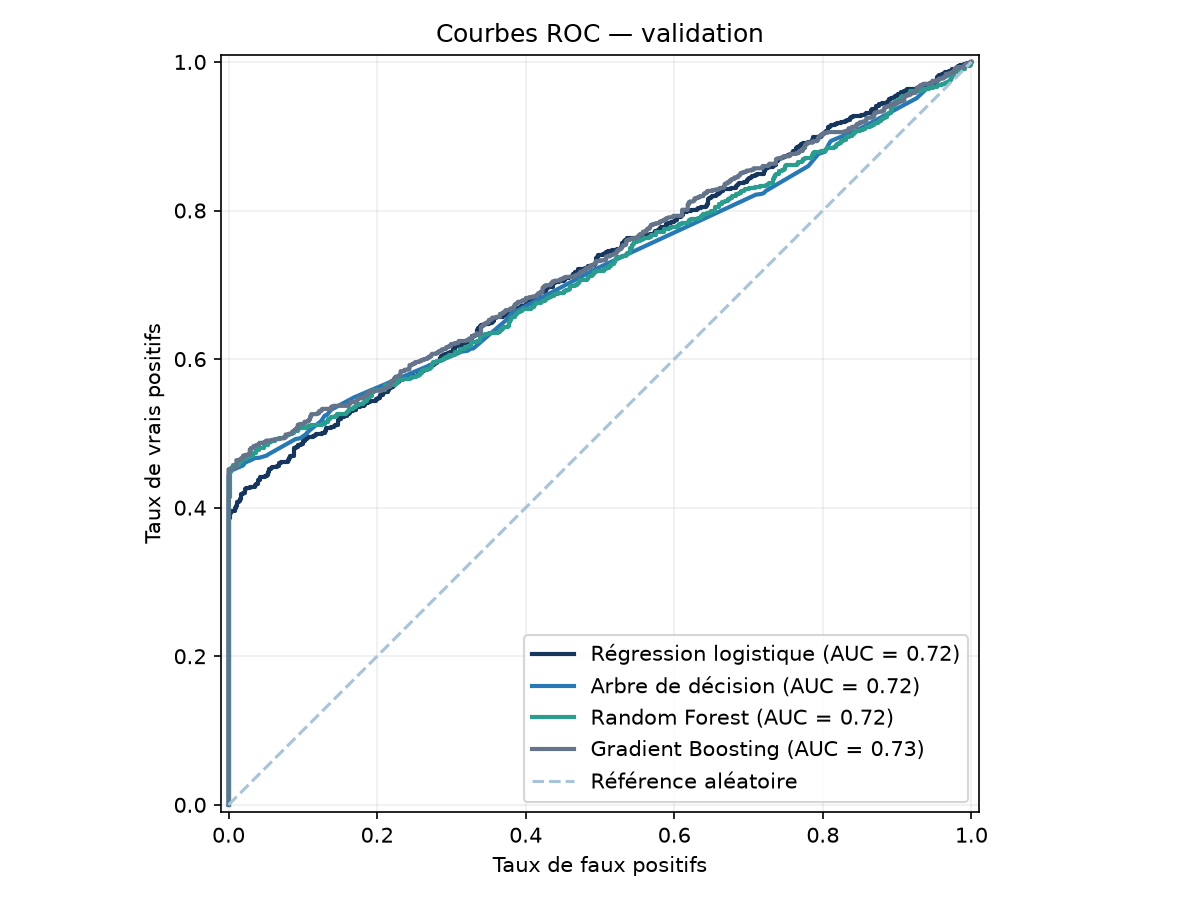 Courbes ROC — validation
Taux de vrais positifs
1.0
0.8
0.6
0.4
0.2
0.0
Régression logistique (AUC = 0.72)
Arbre de décision (AUC = 0.72)
Random Forest (AUC = 0.72)
Gradient Boosting (AUC = 0.73)
Référence aléatoire
0.0 0.2 0.4 0.6 0.8 1.0
Taux de faux positifs